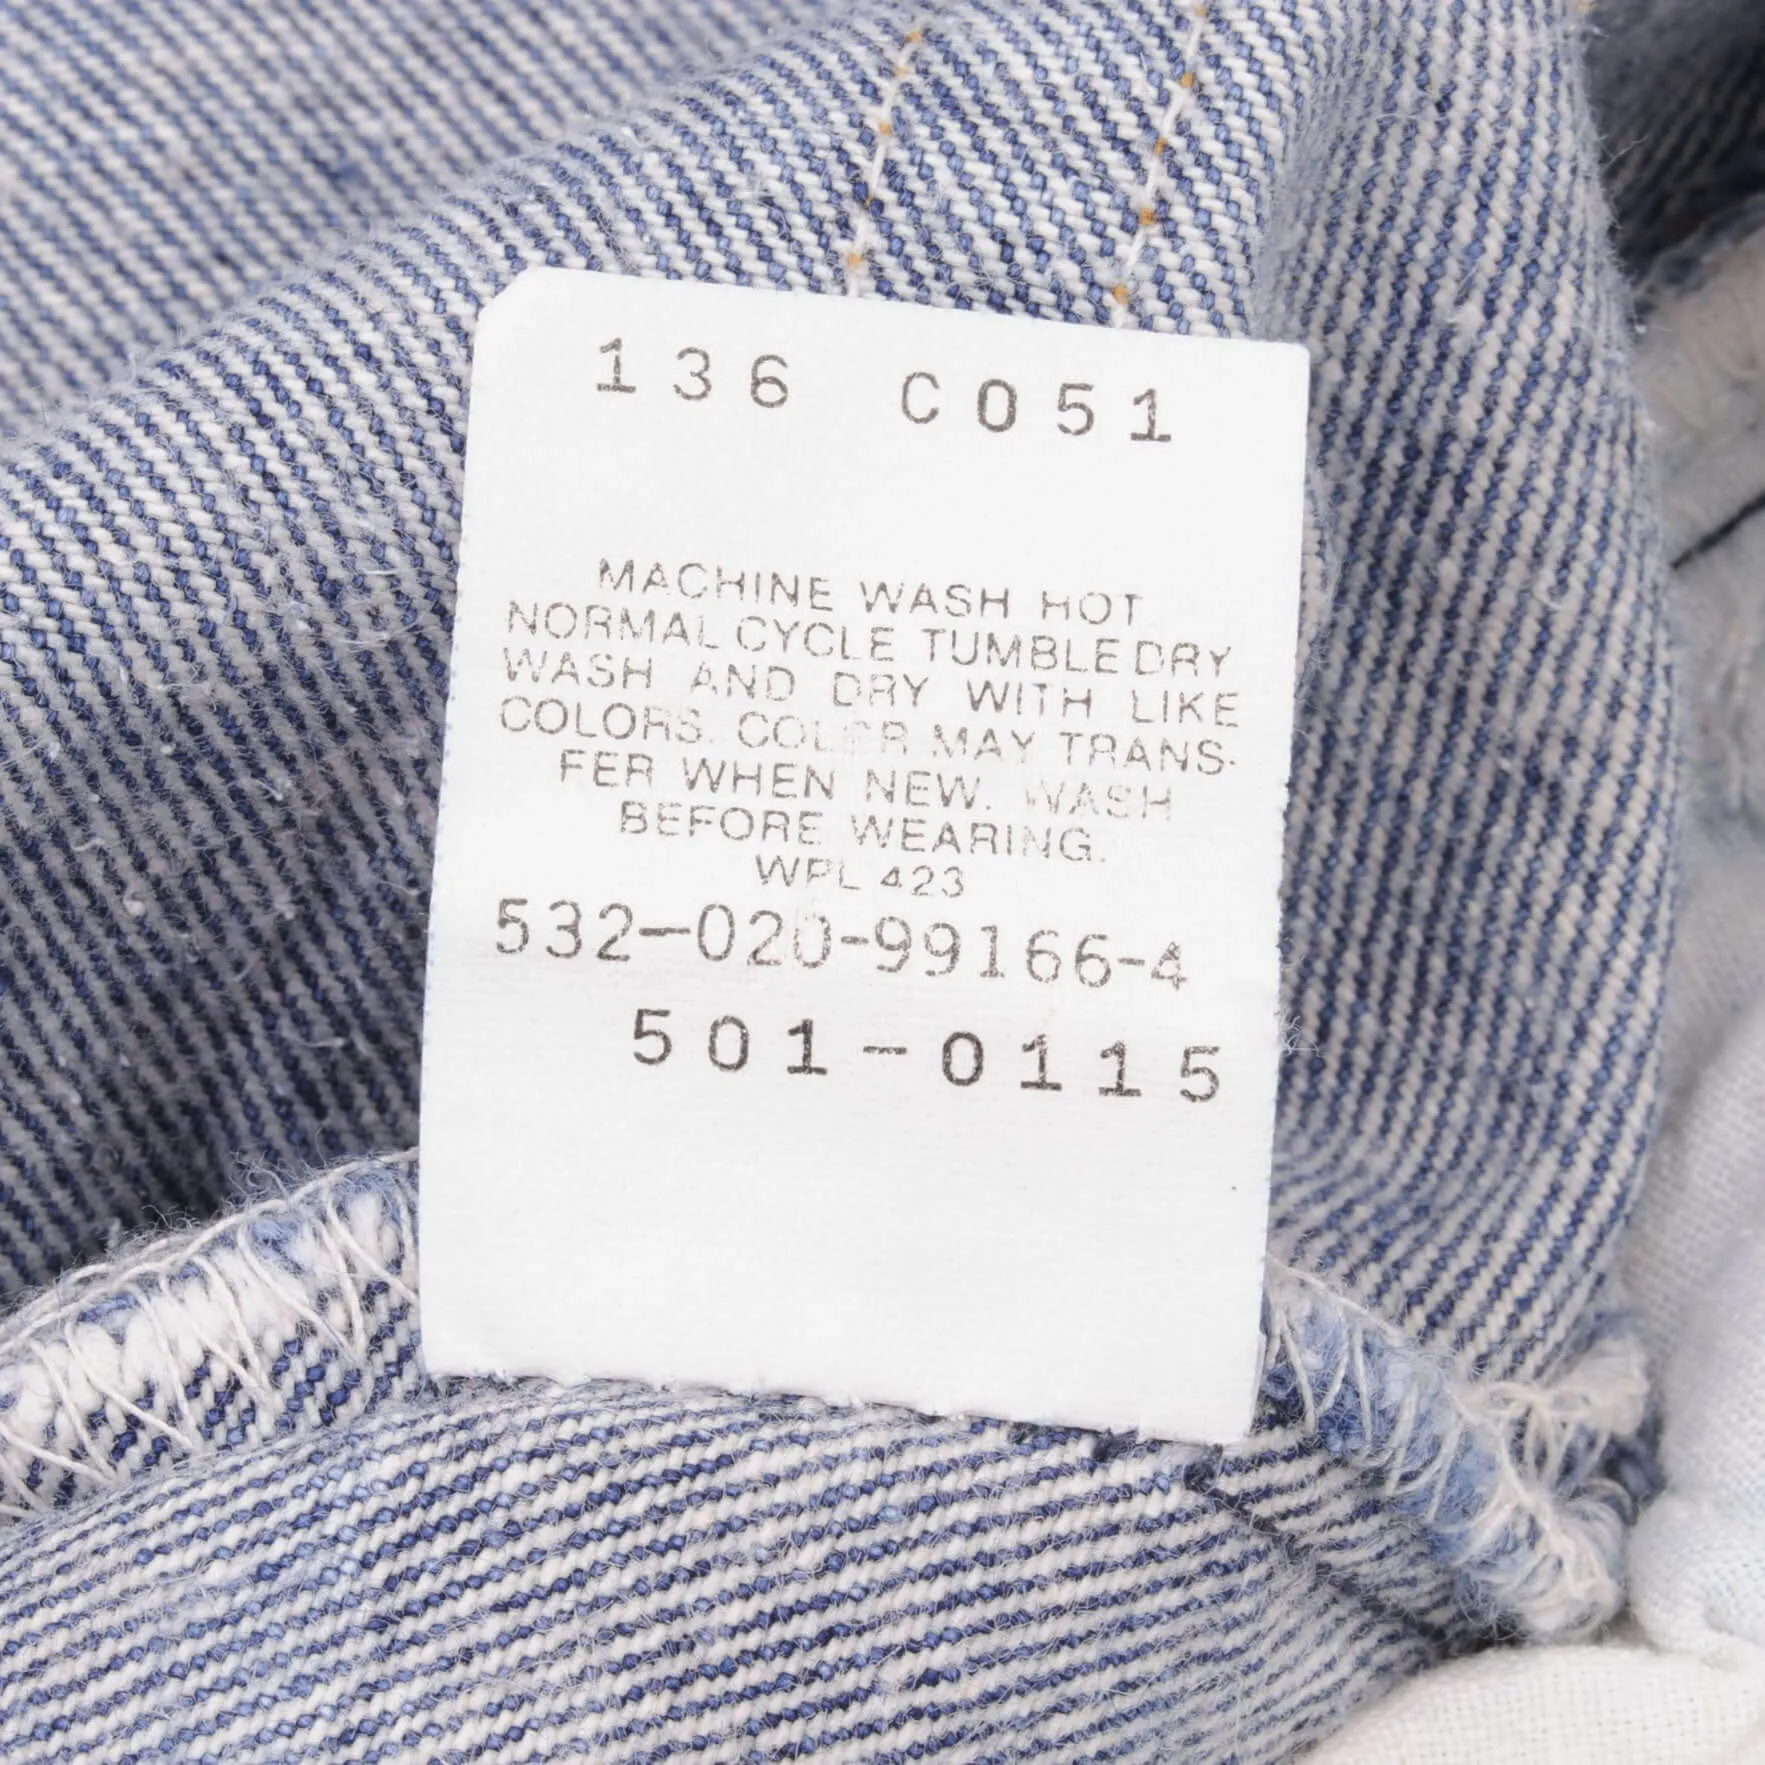 136 C051
MACHINE WASH HOT
NORMAL CYCLE TUMBLE DRY
WASH AND DRY WITH LIKE
COLORS. COLOR MAY TRANS-
FER WHEN NEW. WASH
BEFORE WEARING.
WPL 423
532-020-99166-4
501-0115